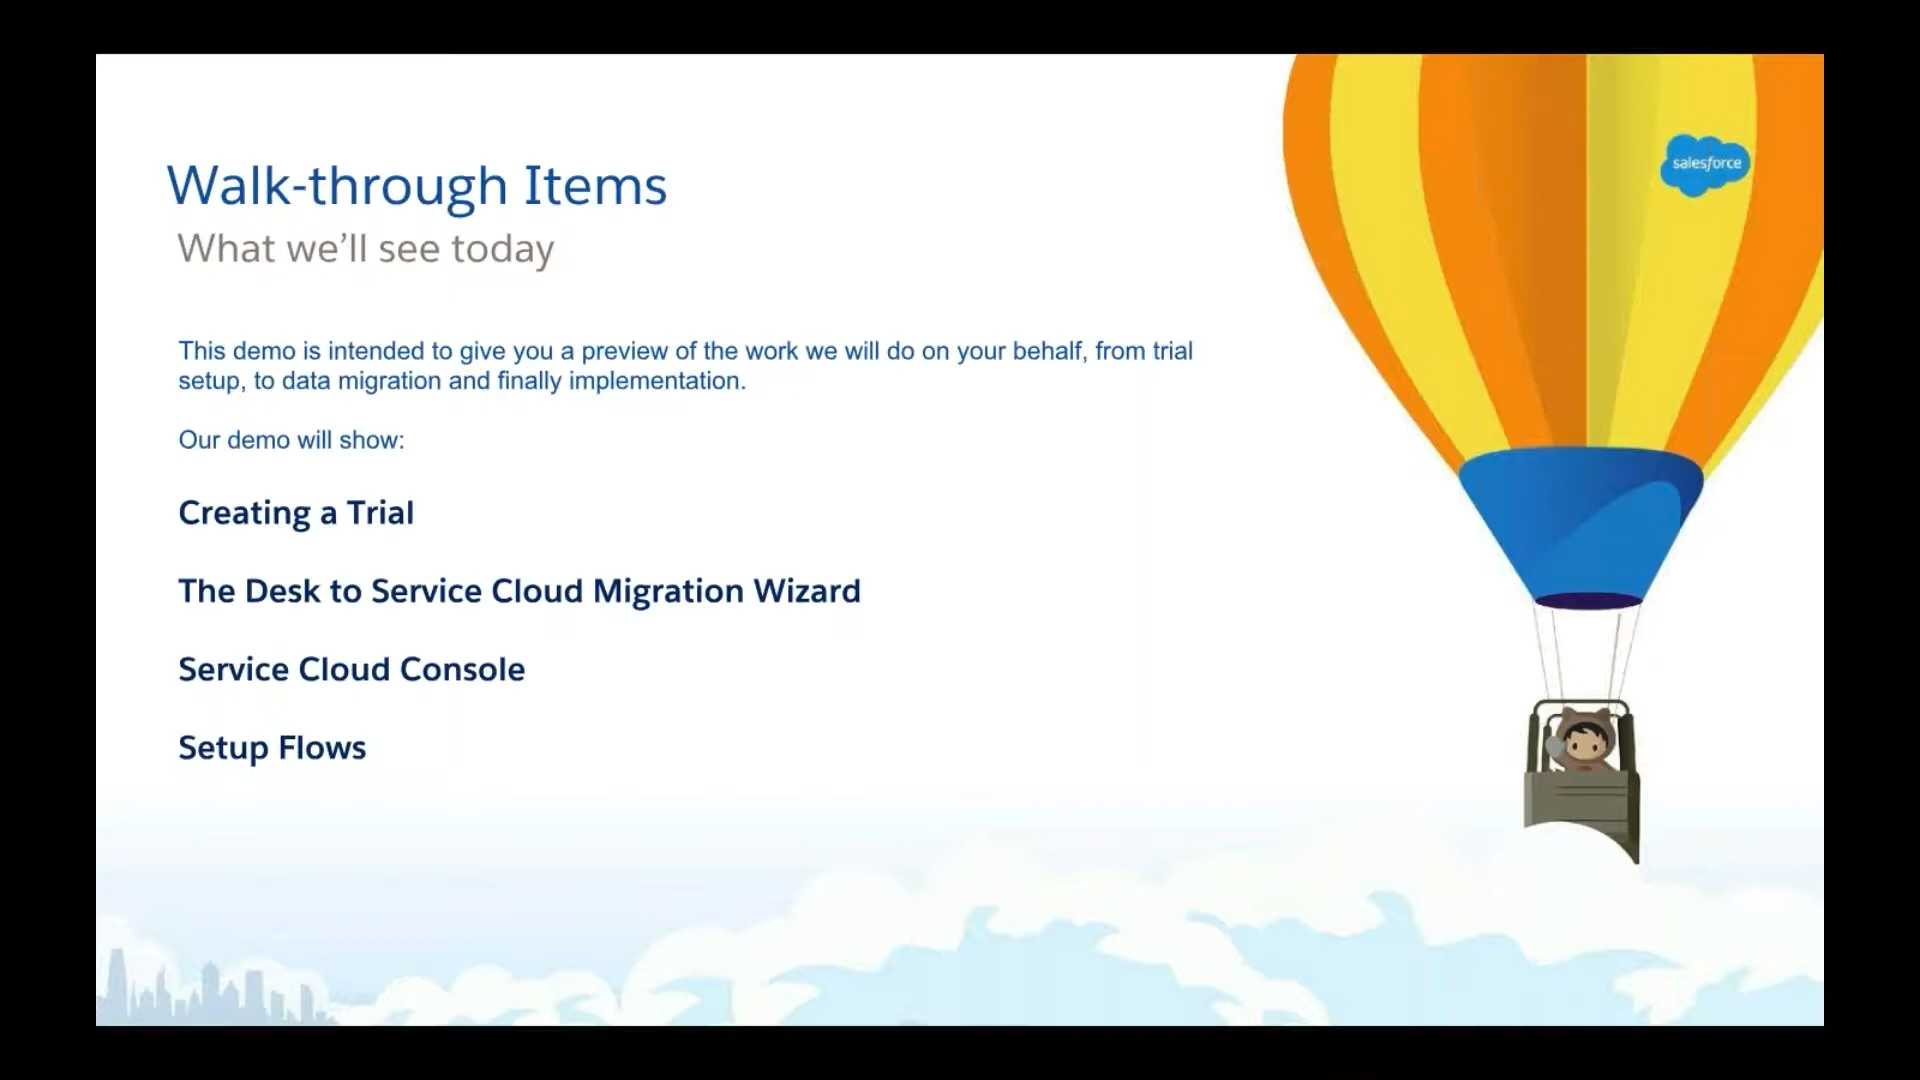 Walk-through Items
What we’ll see today
This demo is intended to give you a preview of the work we will do on your behalf, from trial
setup, to data migration and finally implementation.
Our demo will show:
Creating a Trial
The Desk to Service Cloud Migration Wizard
Service Cloud Console
Setup Flows
salesforce